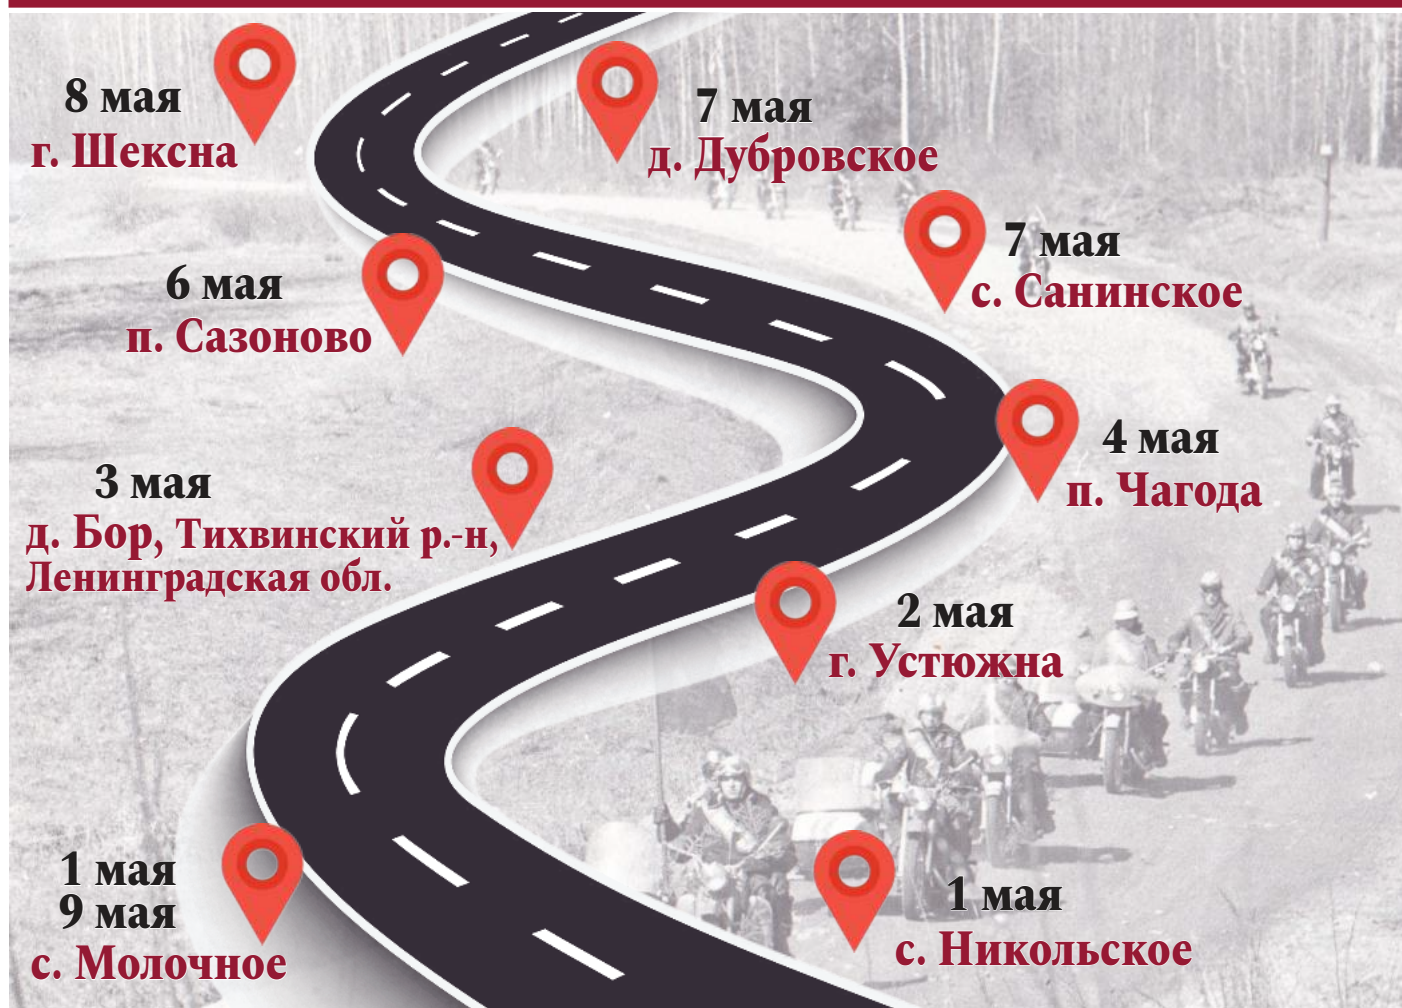 8 мая
г. Шексна
7 мая
д. Дубровское
7 мая
с. Санинское
6 мая
п. Сазоново
4 мая
п. Чагода
3 мая
д. Бор, Тихвинский р.-н,
Ленинградская обл.
2 мая
г. Устюжна
1 мая
9 мая
с. Молочное
1 мая
с. Никольское